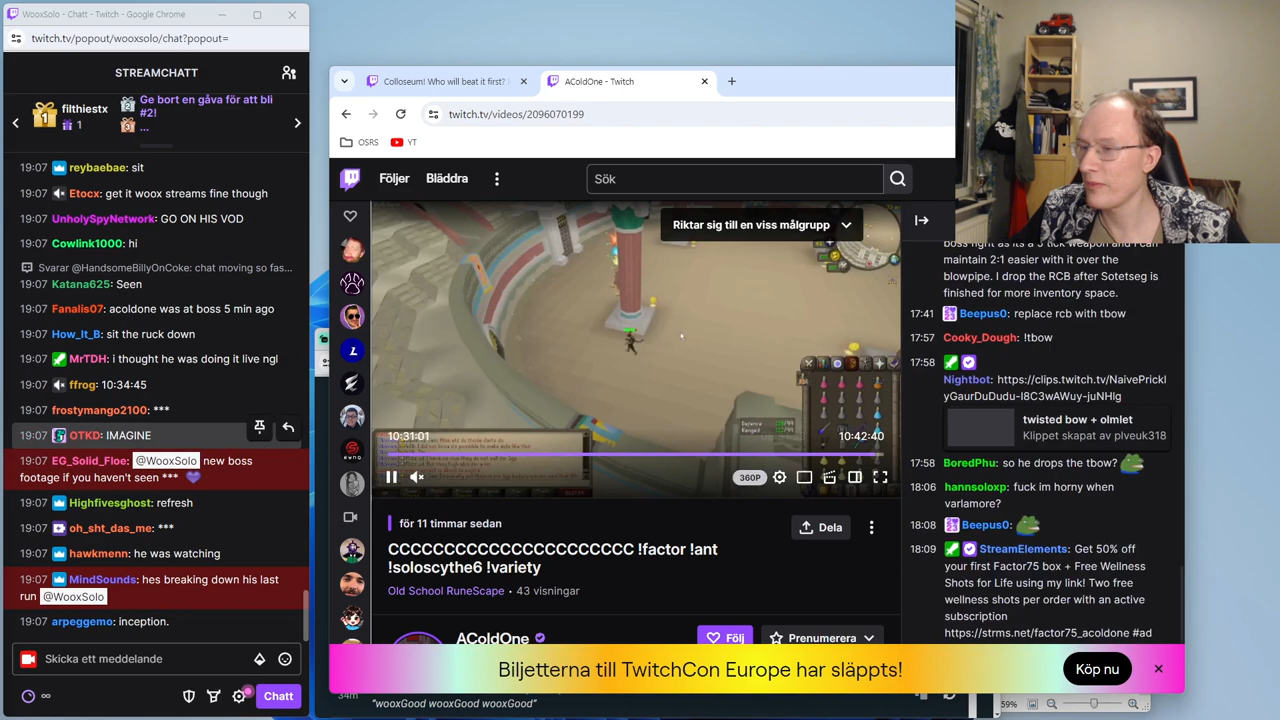 WooxSolo - Chatt - Twitch - Google Chrome
twitch.tv/popout/wooxsolo/chat?popout=
STREAMCHATT
filthiestx
1
Ge bort en gåva för att bli
#2!
...
19:07 reybaebae: sit
19:07 Etocx: get it woox streams fine though
19:07 UnholySpyNetwork: GO ON HIS VOD
19:07 Cowlink1000: hi
Svarar @HandsomeBillyOnCoke: chat moving so fas...
19:07 Katana625: Seen
19:07 Fanalis07: acoldone was at boss 5 min ago
19:07 How_It_B: sit the ruck down
19:07 MrTDH: i thought he was doing it live ngl
19:07 ffrog: 10:34:45
19:07 frostymango2100: ***
19:07 OTKD: IMAGINE
19:07 EG_Solid_Floe: @WooxSolo new boss
footage if you haven't seen *** 💜
19:07 Highfivesghost: refresh
19:07 oh_sht_das_me: ***
19:07 hawkmenn: he was watching
19:07 MindSounds: hes breaking down his last
run @WooxSolo
19:07 arpeggemo: inception.
Skicka ett meddelande
∞
Chatt
Colloseum! Who will beat it first?
AColdOne - Twitch
twitch.tv/videos/2096070199
OSRS
YT
Följer
Bläddra
Sök
Riktar sig till en viss målgrupp
10:31:01
10:42:40
360P
för 11 timmar sedan
Dela
CCCCCCCCCCCCCCCCCCCCCC !factor !ant
!soloscythe6 !variety
Old School RuneScape • 43 visningar
AColdOne
Följ
Prenumerera
boss fight as its a 5 tick weapon and I can
maintain 2:1 easier with it over the
blowpipe. I drop the RCB after Sotetseg is
finished for more inventory space.
17:41 Beepus0: replace rcb with tbow
17:57 Cooky_Dough: !tbow
17:58
Nightbot: https://clips.twitch.tv/NaivePrickl
yGaurDuDudu-I8C3wAWuy-juNHIg
twisted bow + olmlet
Klippet skapat av plveuk318
17:58 BoredPhu: so he drops the tbow?
18:06 hannsoloxp: fuck im horny when
varlamore?
18:08 Beepus0:
18:09 StreamElements: Get 50% off
your first Factor75 box + Free Wellness
Shots for Life using my link! Two free
wellness shots per order with an active
subscription
https://strms.net/factor75_acoldone #ad
Biljetterna till TwitchCon Europe har släppts!
Köp nu
34m
"wooxGood wooxGood wooxGood"
59%